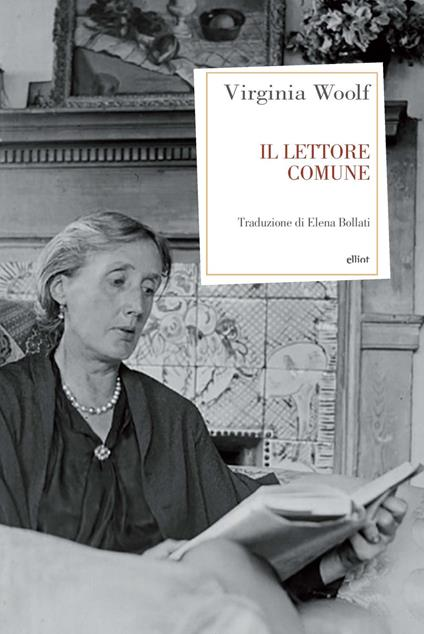 Virginia Woolf
IL LETTORE
COMUNE
Traduzione di Elena Bollati
elliot